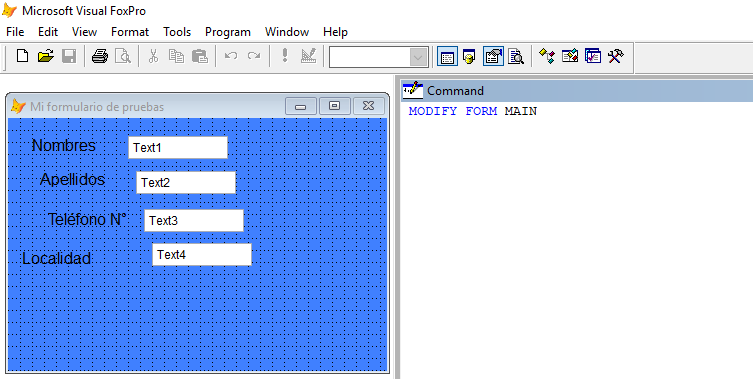 Microsoft Visual FoxPro
File Edit View Format Tools Program Window Help
Mi formulario de pruebas
Nombres Text1
Apellidos Text2
Teléfono N° Text3
Localidad Text4
Command
MODIFY FORM MAIN